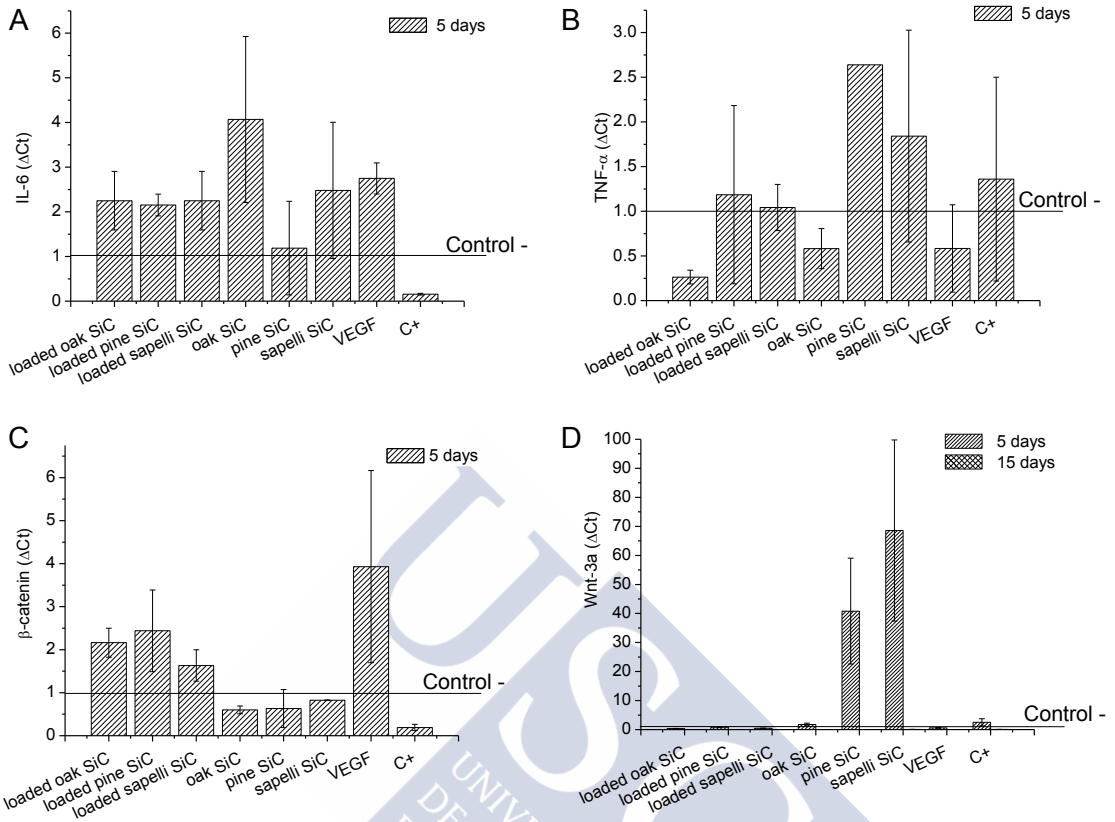 A
5 days
6
5
4
3
2
1
0
IL-6 (ΔCt)
Control -
loaded oak SiC
loaded pine SiC
loaded sapelli SiC
oak SiC
pine SiC
sapelli SiC
VEGF
C+
B
5 days
3.0
2.5
2.0
1.5
1.0
0.5
0.0
TNF-α (ΔCt)
Control -
loaded oak SiC
loaded pine SiC
loaded sapelli SiC
oak SiC
pine SiC
sapelli SiC
VEGF
C+
C
5 days
6
5
4
3
2
1
0
β-catenin (ΔCt)
Control -
loaded oak SiC
loaded pine SiC
loaded sapelli SiC
oak SiC
pine SiC
sapelli SiC
VEGF
C+
D
5 days
15 days
100
90
80
70
60
50
40
30
20
10
0
Wnt-3a (ΔCt)
Control -
loaded oak SiC
loaded pine SiC
loaded sapelli SiC
oak SiC
pine SiC
sapelli SiC
VEGF
C+
USC
DE